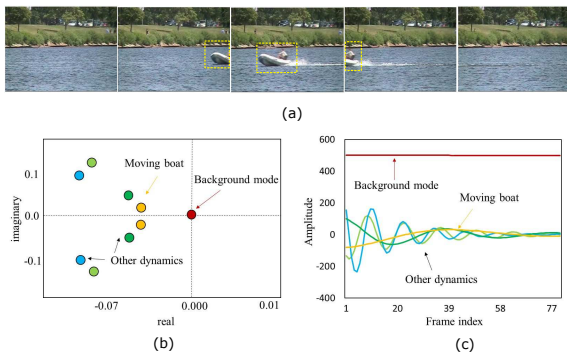 (a)
0.1
0.0
-0.1
imaginary
Moving boat
Background mode
Other dynamics
-0.07
0.000
0.01
real
(b)
600
400
200
0
-200
-400
Amplitude
Background mode
Moving boat
Other dynamics
1
20
39
58
77
Frame index
(c)